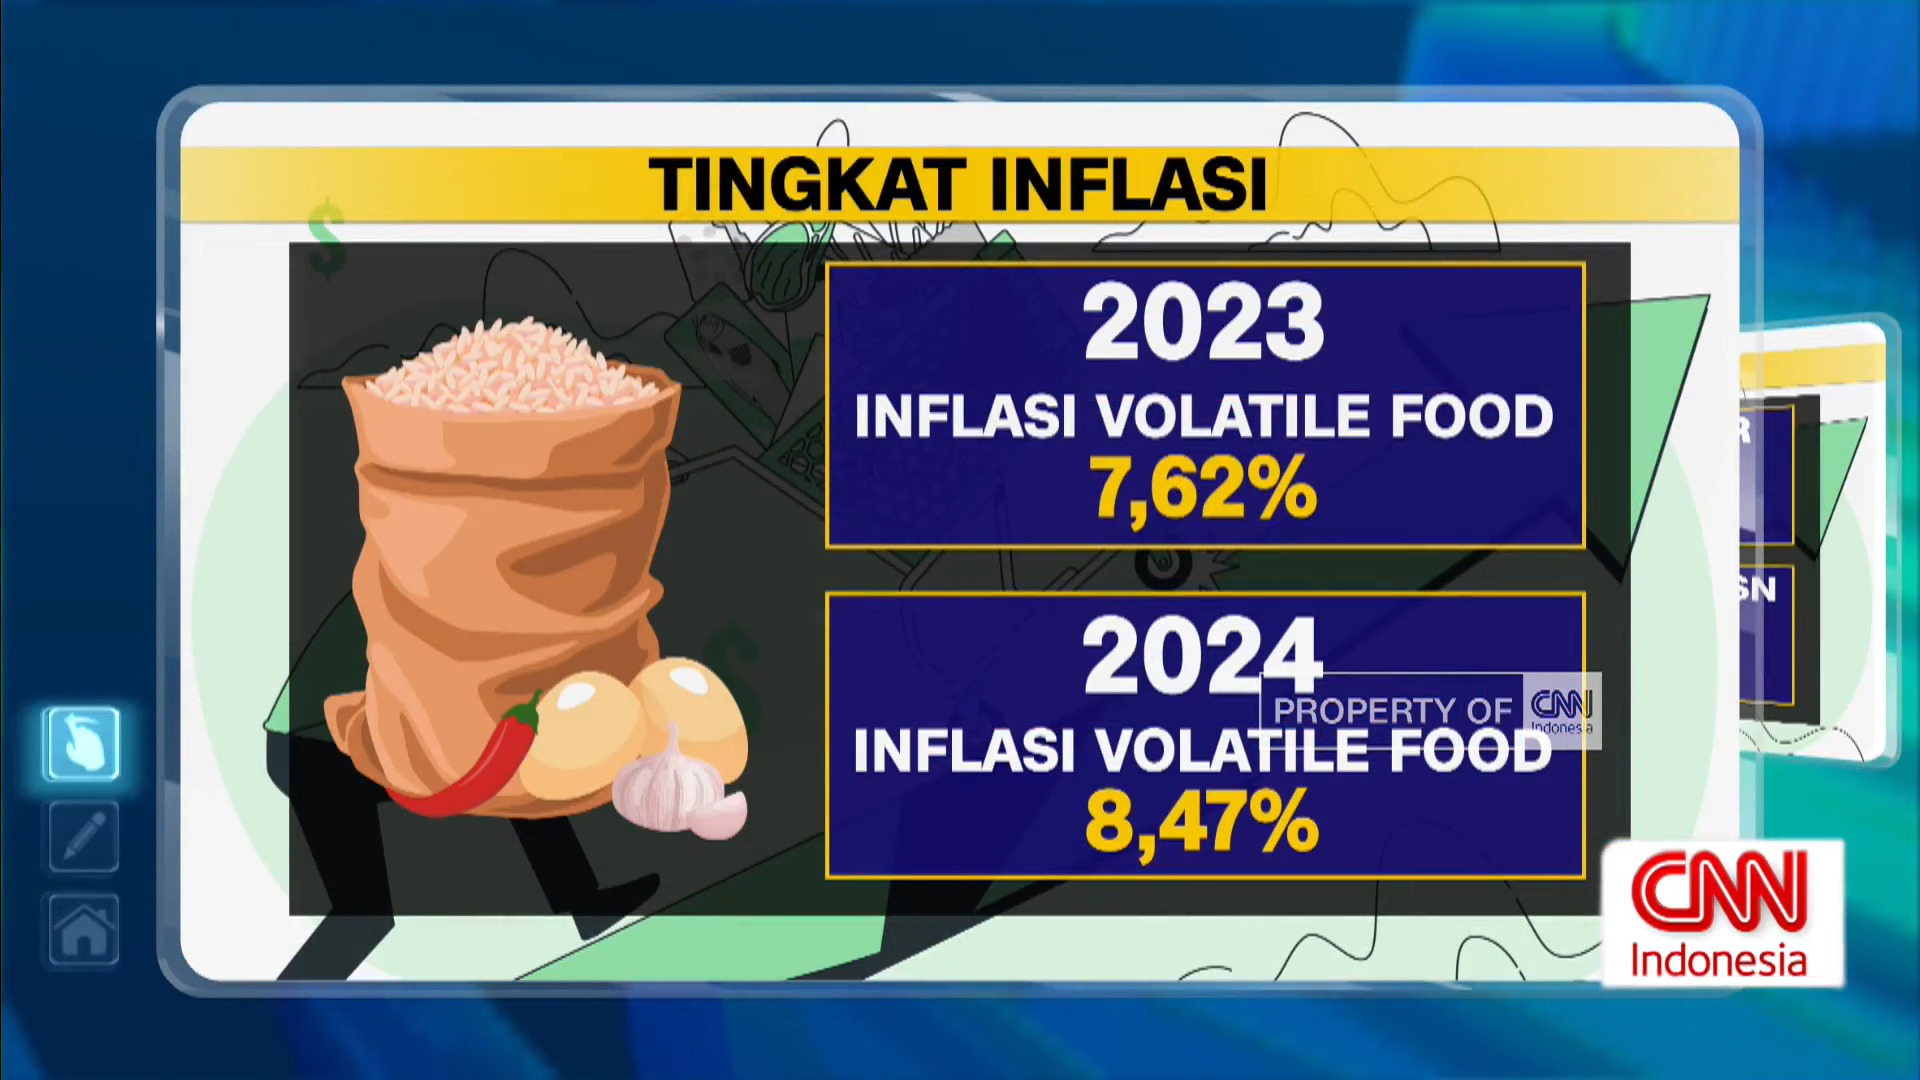 TINGKAT INFLASI
2023
INFLASI VOLATILE FOOD
7,62%
2024
PROPERTY OF CNN Indonesia
INFLASI VOLATILE FOOD
8,47%
R
SN
CNN
Indonesia